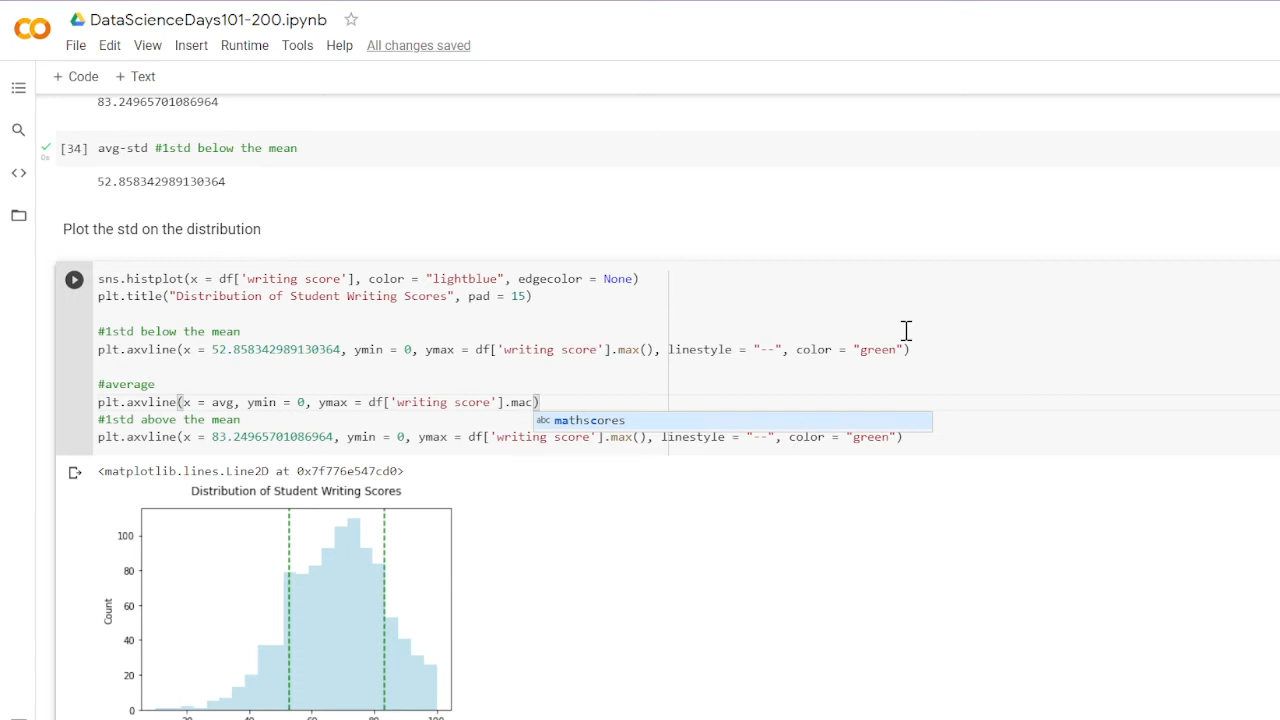 DataScienceDays101-200.ipynb
File Edit View Insert Runtime Tools Help All changes saved
+ Code + Text
83.24965701086964
[34] avg-std #1std below the mean
0s
52.858342989130364
Plot the std on the distribution
sns.histplot(x = df['writing score'], color = "lightblue", edgecolor = None)
plt.title("Distribution of Student Writing Scores", pad = 15)
#1std below the mean
plt.axvline(x = 52.858342989130364, ymin = 0, ymax = df['writing score'].max(), linestyle = "--", color = "green")
#average
plt.axvline(x = avg, ymin = 0, ymax = df['writing score'].mac)
#1std above the mean
abc mathscores
plt.axvline(x = 83.24965701086964, ymin = 0, ymax = df['writing score'].max(), linestyle = "--", color = "green")
<matplotlib.lines.Line2D at 0x7f776e547cd0>
Distribution of Student Writing Scores
100
80
60
40
20
0
Count
20 40 60 80 100